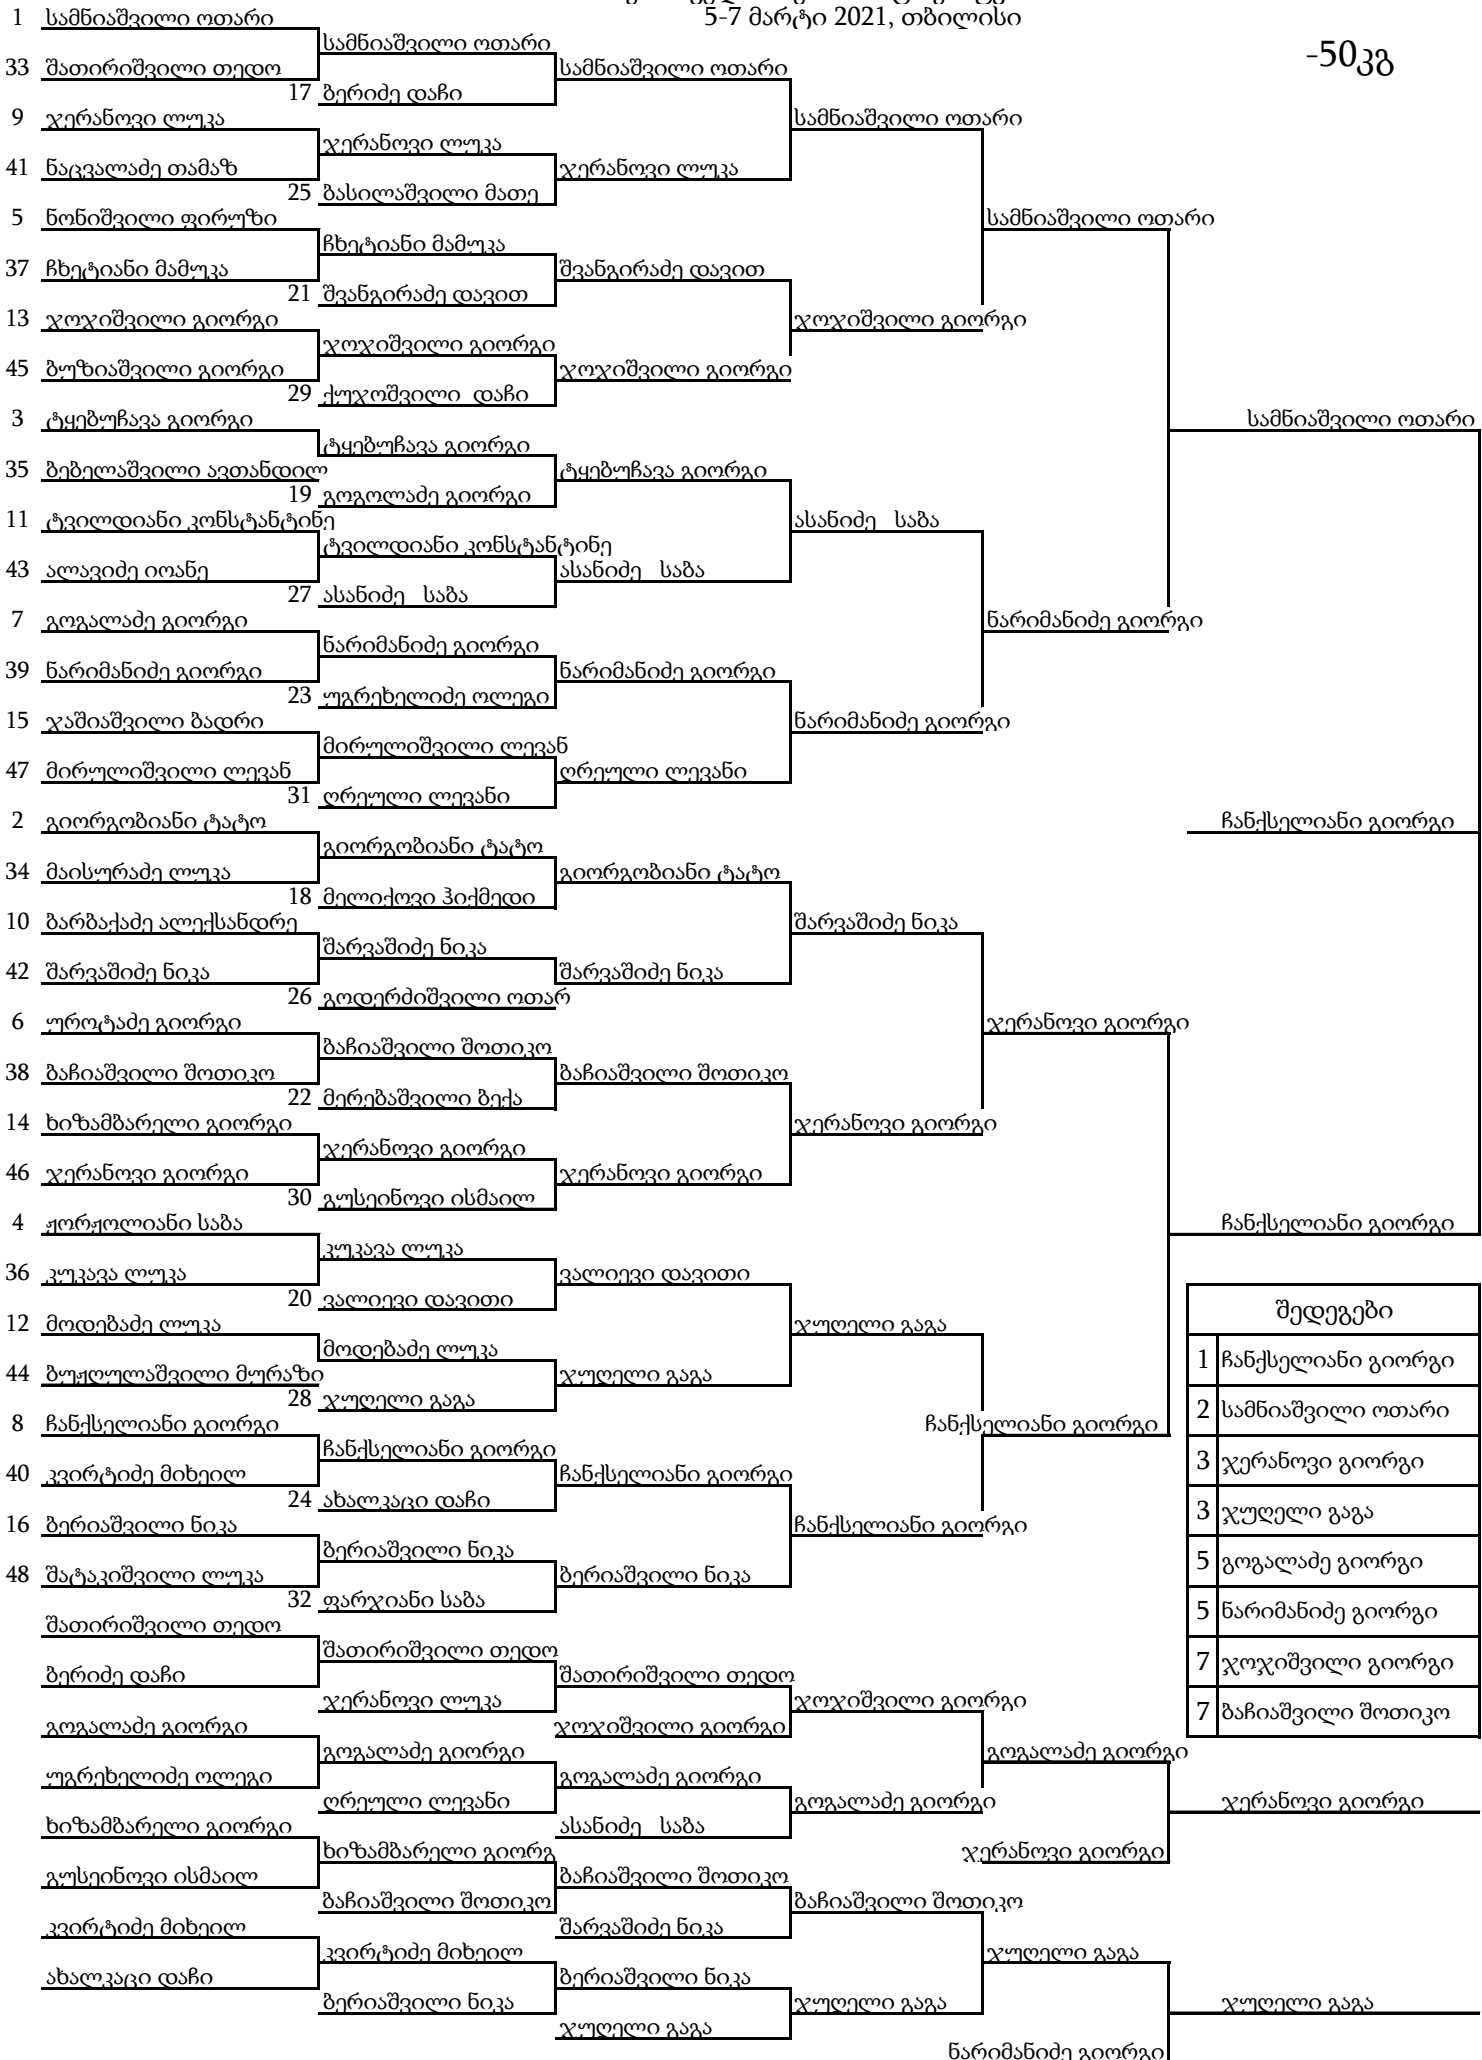 5-7 მარტი 2021, თბილისი
1 სამნიაშვილი ოთარი
სამნიაშვილი ოთარი
-50კგ
33 შათირიშვილი თედო
სამნიაშვილი ოთარი
17 ბერიძე დაჩი
9 ჯერანოვი ლუკა
სამნიაშვილი ოთარი
ჯერანოვი ლუკა
41 ნაცვალაძე თამაზ
ჯერანოვი ლუკა
25 ბასილაშვილი მათე
5 ნონიშვილი ფირუზი
სამნიაშვილი ოთარი
ჩხეტიანი მამუკა
37 ჩხეტიანი მამუკა
შვანგირაძე დავით
21 შვანგირაძე დავით
13 ჯოჯიშვილი გიორგი
ჯოჯიშვილი გიორგი
ჯოჯიშვილი გიორგი
45 ბუზიაშვილი გიორგი
ჯოჯიშვილი გიორგი
29 ქუჯოშვილი დაჩი
3 ტყებუჩავა გიორგი
სამნიაშვილი ოთარი
ტყებუჩავა გიორგი
35 ბებელაშვილი ავთანდილ
ტყებუჩავა გიორგი
19 გოგოლაძე გიორგი
11 ტვილდიანი კონსტანტინე
ასანიძე საბა
ტვილდიანი კონსტანტინე
43 ალავიძე იოანე
ასანიძე საბა
27 ასანიძე საბა
7 გოგალაძე გიორგი
ნარიმანიძე გიორგი
ნარიმანიძე გიორგი
39 ნარიმანიძე გიორგი
ნარიმანიძე გიორგი
23 უგრეხელიძე ოლეგი
15 ჯაშიაშვილი ბადრი
ნარიმანიძე გიორგი
მირულიშვილი ლევან
47 მირულიშვილი ლევან
ღრეული ლევანი
31 ღრეული ლევანი
2 გიორგობიანი ტატო
ჩანქსელიანი გიორგი
გიორგობიანი ტატო
34 მაისურაძე ლუკა
გიორგობიანი ტატო
18 მელიქოვი ჰიქმედი
10 ბარბაქაძე ალექსანდრე
შარვაშიძე ნიკა
შარვაშიძე ნიკა
42 შარვაშიძე ნიკა
შარვაშიძე ნიკა
26 გოდერძიშვილი ოთარ
6 უროტაძე გიორგი
ჯერანოვი გიორგი
ბაჩიაშვილი შოთიკო
38 ბაჩიაშვილი შოთიკო
ბაჩიაშვილი შოთიკო
22 მერებაშვილი ბექა
14 ხიზამბარელი გიორგი
ჯერანოვი გიორგი
ჯერანოვი გიორგი
46 ჯერანოვი გიორგი
ჯერანოვი გიორგი
30 გუსეინოვი ისმაილ
4 ჟორჟოლიანი საბა
ჩანქსელიანი გიორგი
კუკავა ლუკა
36 კუკავა ლუკა
ვალიევი დავითი
20 ვალიევი დავითი
12 მოდებაძე ლუკა
ჯუღელი გაგა
მოდებაძე ლუკა
44 ბუჟღულაშვილი მურაზი
ჯუღელი გაგა
28 ჯუღელი გაგა
8 ჩანქსელიანი გიორგი
ჩანქსელიანი გიორგი
ჩანქსელიანი გიორგი
40 კვირტიძე მიხეილ
ჩანქსელიანი გიორგი
24 ახალკაცი დაჩი
16 ბერიაშვილი ნიკა
ჩანქსელიანი გიორგი
ბერიაშვილი ნიკა
48 შატაკიშვილი ლუკა
ბერიაშვილი ნიკა
32 ფარჯიანი საბა
შედეგები
1 ჩანქსელიანი გიორგი
2 სამნიაშვილი ოთარი
3 ჯერანოვი გიორგი
3 ჯუღელი გაგა
5 გოგალაძე გიორგი
5 ნარიმანიძე გიორგი
7 ჯოჯიშვილი გიორგი
7 ბაჩიაშვილი შოთიკო
შათირიშვილი თედო
შათირიშვილი თედო
ბერიძე დაჩი
შათირიშვილი თედო
ჯერანოვი ლუკა
ჯოჯიშვილი გიორგი
გოგალაძე გიორგი
ჯოჯიშვილი გიორგი
გოგალაძე გიორგი
გოგალაძე გიორგი
უგრეხელიძე ოლეგი
გოგალაძე გიორგი
ღრეული ლევანი
გოგალაძე გიორგი
ჯერანოვი გიორგი
ხიზამბარელი გიორგი
ასანიძე საბა
ხიზამბარელი გიორგ
ჯერანოვი გიორგი
გუსეინოვი ისმაილ
ბაჩიაშვილი შოთიკო
ბაჩიაშვილი შოთიკო
ბაჩიაშვილი შოთიკო
კვირტიძე მიხეილ
შარვაშიძე ნიკა
კვირტიძე მიხეილ
ჯუღელი გაგა
ახალკაცი დაჩი
ბერიაშვილი ნიკა
ბერიაშვილი ნიკა
ჯუღელი გაგა
ჯუღელი გაგა
ჯუღელი გაგა
ნარიმანიძე გიორგი